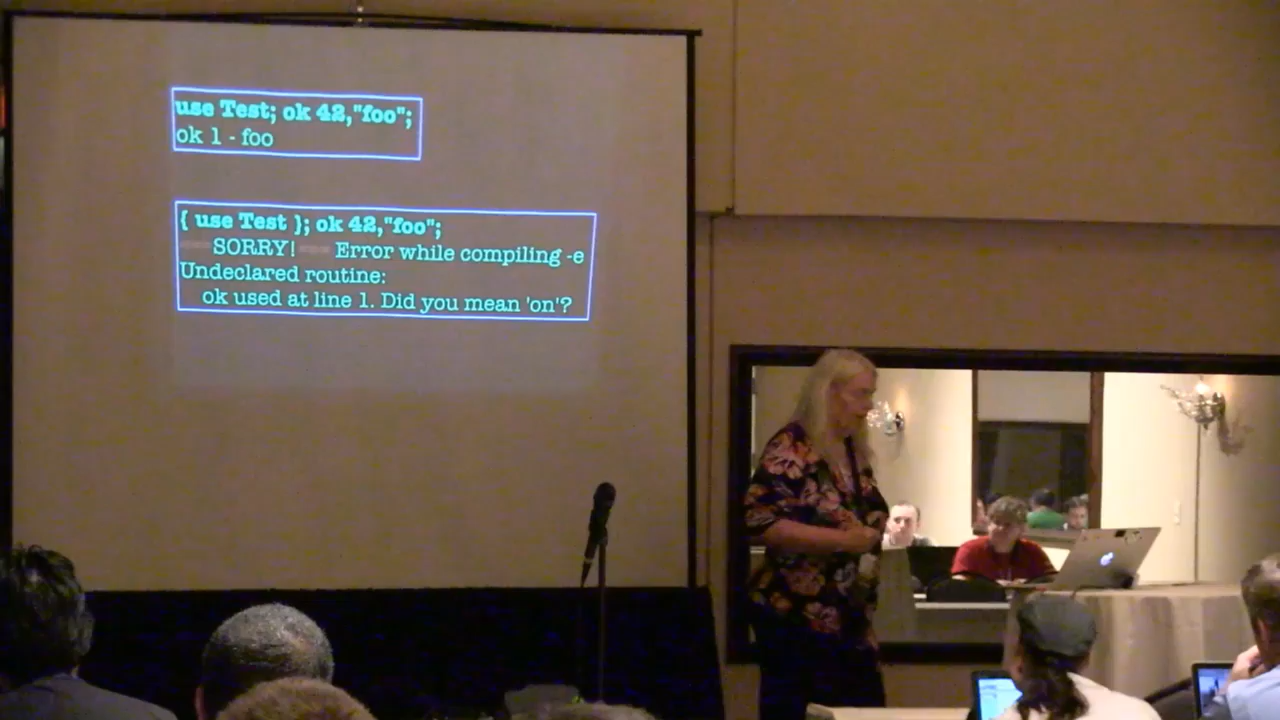 use Test; ok 42,"foo";
ok 1 - foo
{ use Test }; ok 42,"foo";
===SORRY!=== Error while compiling -e
Undeclared routine:
ok used at line 1. Did you mean 'on'?